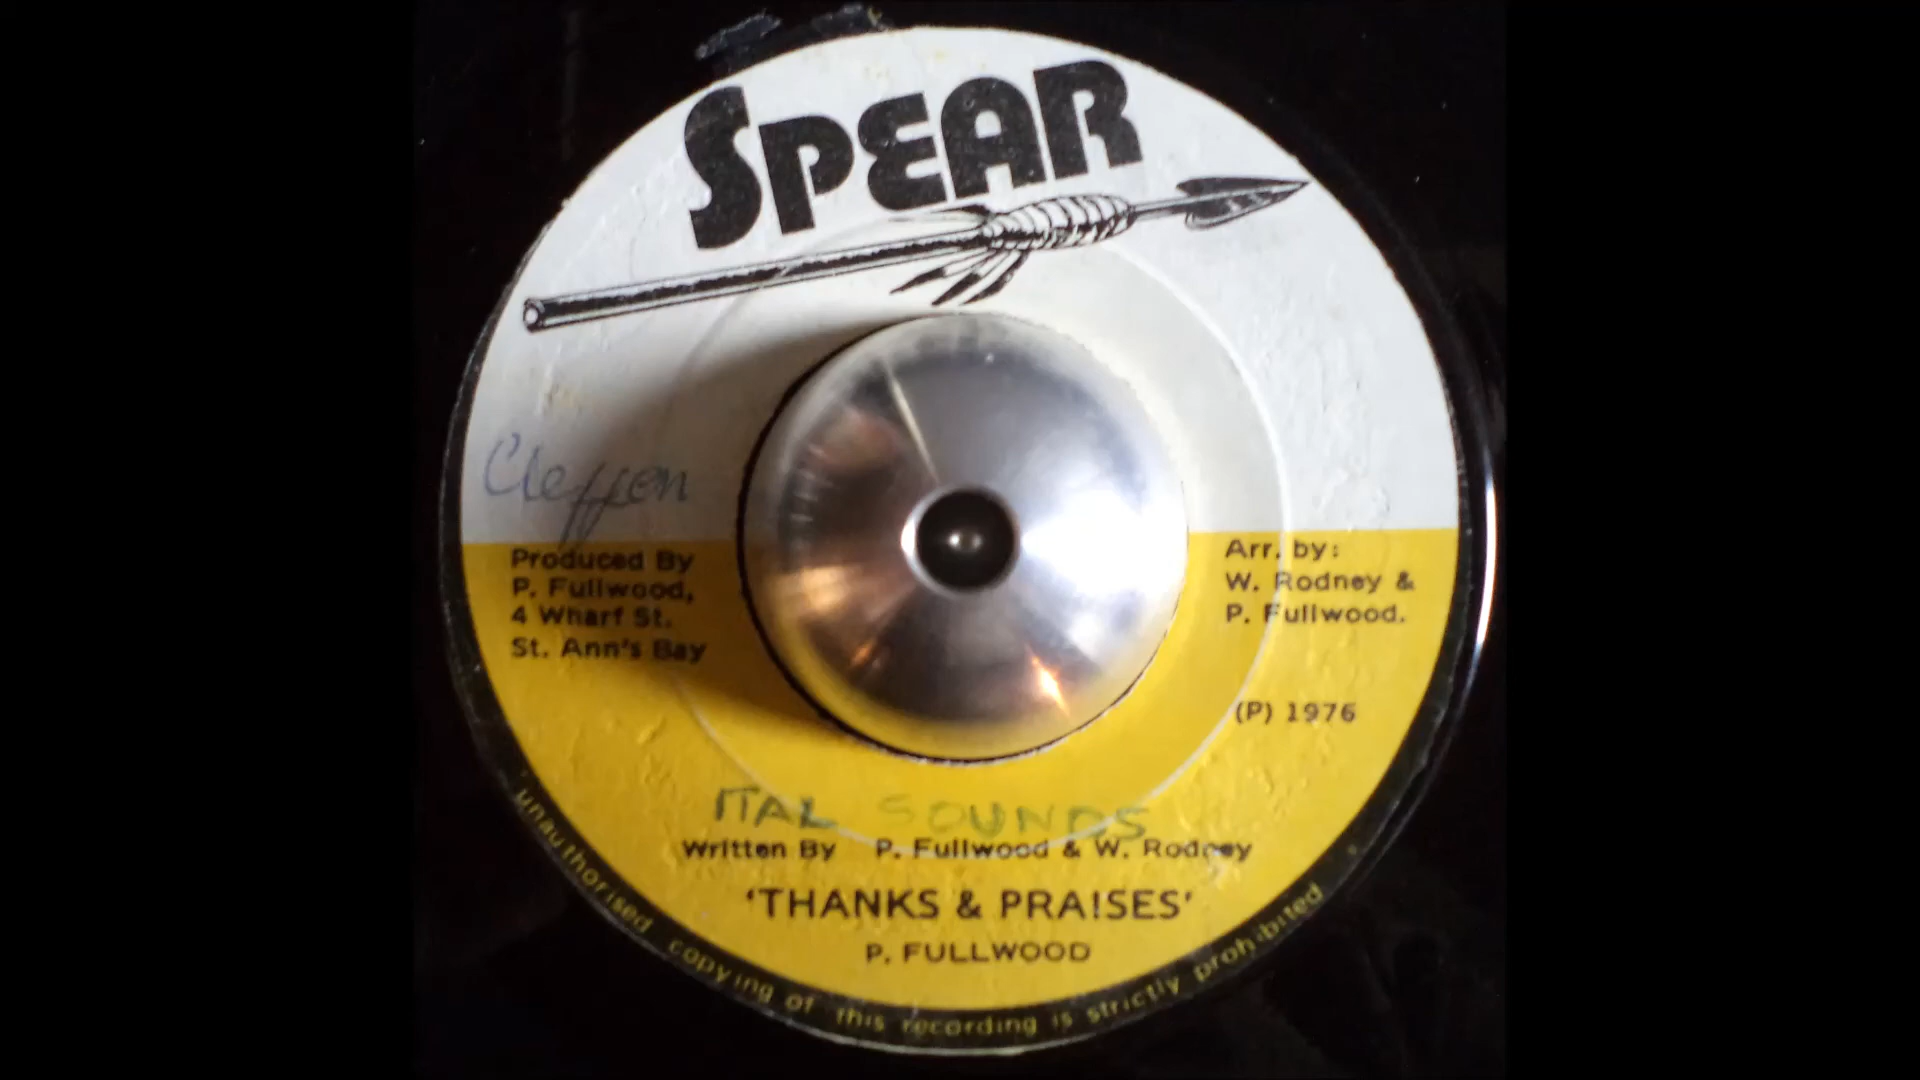 SPEAR
Cleffen
Produced By
P. Fullwood,
4 Wharf St.
St. Ann's Bay
Arr. by:
W. Rodney &
P. Fullwood.
(P) 1976
ITAL SOUNDS
Written By P. Fullwood & W. Rodney
'THANKS & PRAISES'
P. FULLWOOD
unauthorised copying of this recording is strictly prohibited